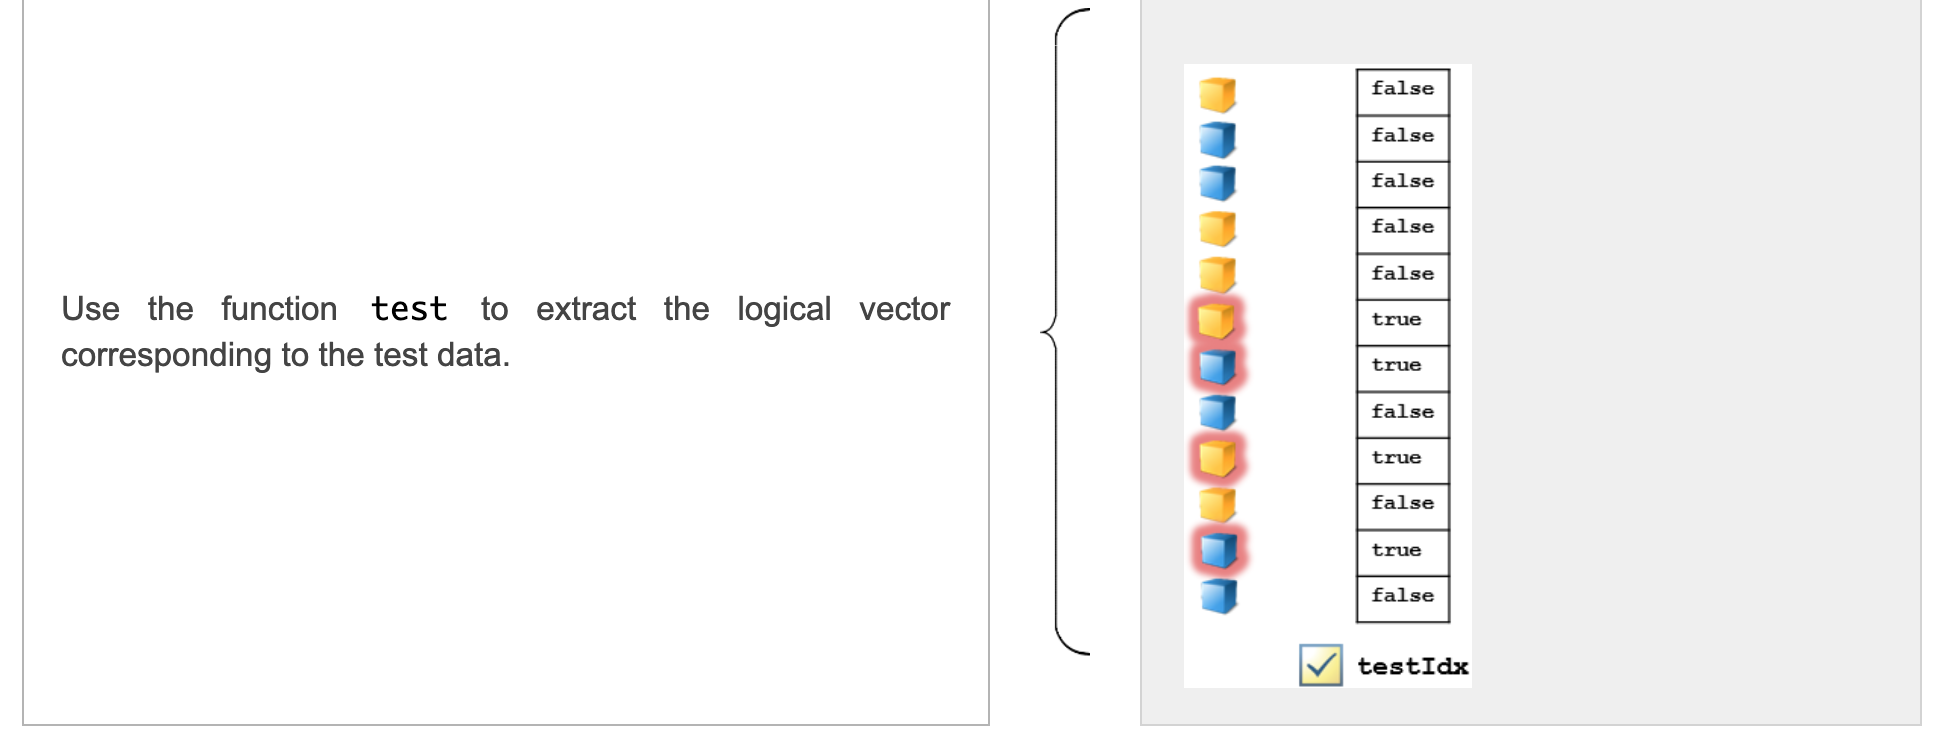 Use the function test to extract the logical vector
corresponding to the test data.
false
false
false
false
false
true
true
false
true
false
true
false
testIdx